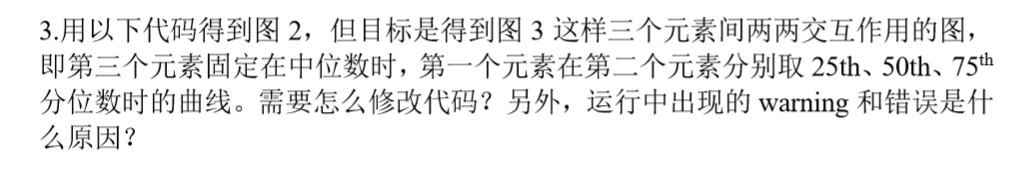 3.用以下代码得到图 2，但目标是得到图 3 这样三个元素间两两交互作用的图，
即第三个元素固定在中位数时，第一个元素在第二个元素分别取 25th、50th、75th
分位数时的曲线。需要怎么修改代码？另外，运行中出现的 warning 和错误是什
么原因？